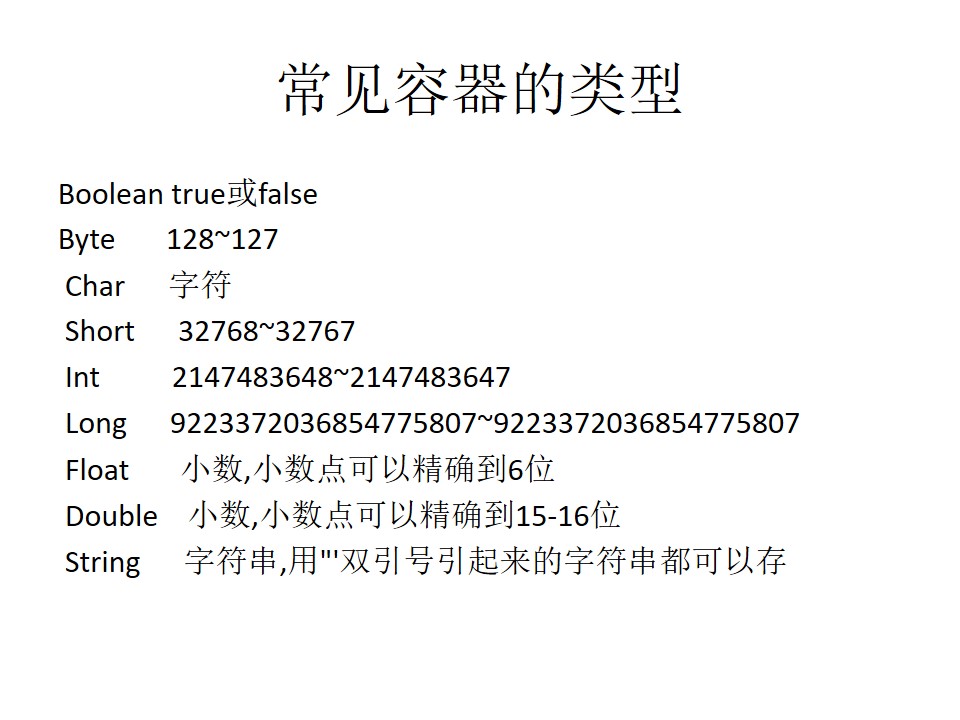 常见容器的类型
Boolean true或false
Byte 128~127
Char 字符
Short 32768~32767
Int 2147483648~2147483647
Long 9223372036854775807~9223372036854775807
Float 小数,小数点可以精确到6位
Double 小数,小数点可以精确到15-16位
String 字符串,用"'双引号引起来的字符串都可以存